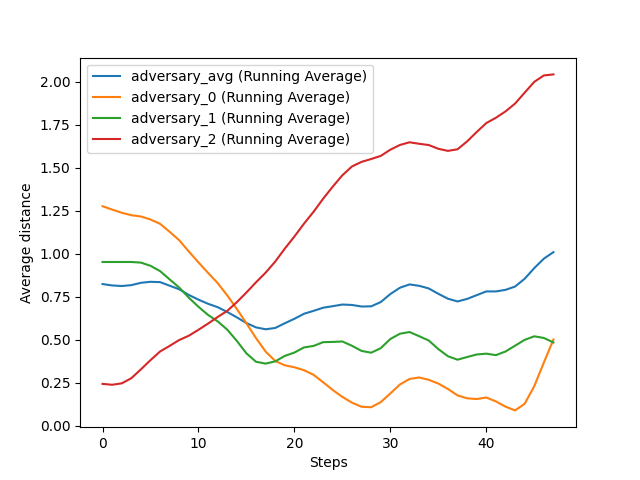 adversary_avg (Running Average)
adversary_0 (Running Average)
adversary_1 (Running Average)
adversary_2 (Running Average)
Average distance
2.00
1.75
1.50
1.25
1.00
0.75
0.50
0.25
0.00
0 10 20 30 40
Steps